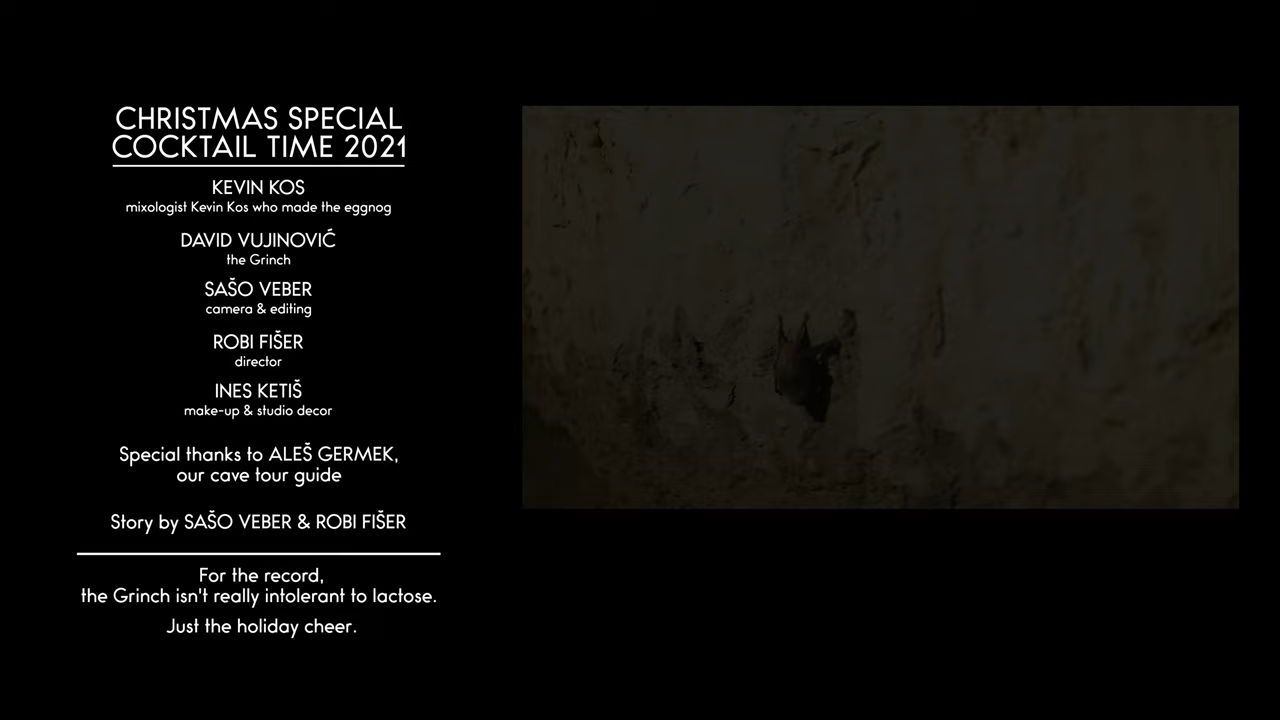 CHRISTMAS SPECIAL
COCKTAIL TIME 2021
KEVIN KOS
mixologist Kevin Kos who made the eggnog
DAVID VUJINOVIĆ
the Grinch
SAŠO VEBER
camera & editing
ROBI FIŠER
director
INES KETIŠ
make-up & studio decor
Special thanks to ALEŠ GERMEK,
our cave tour guide
Story by SAŠO VEBER & ROBI FIŠER
For the record,
the Grinch isn't really intolerant to lactose.
Just the holiday cheer.